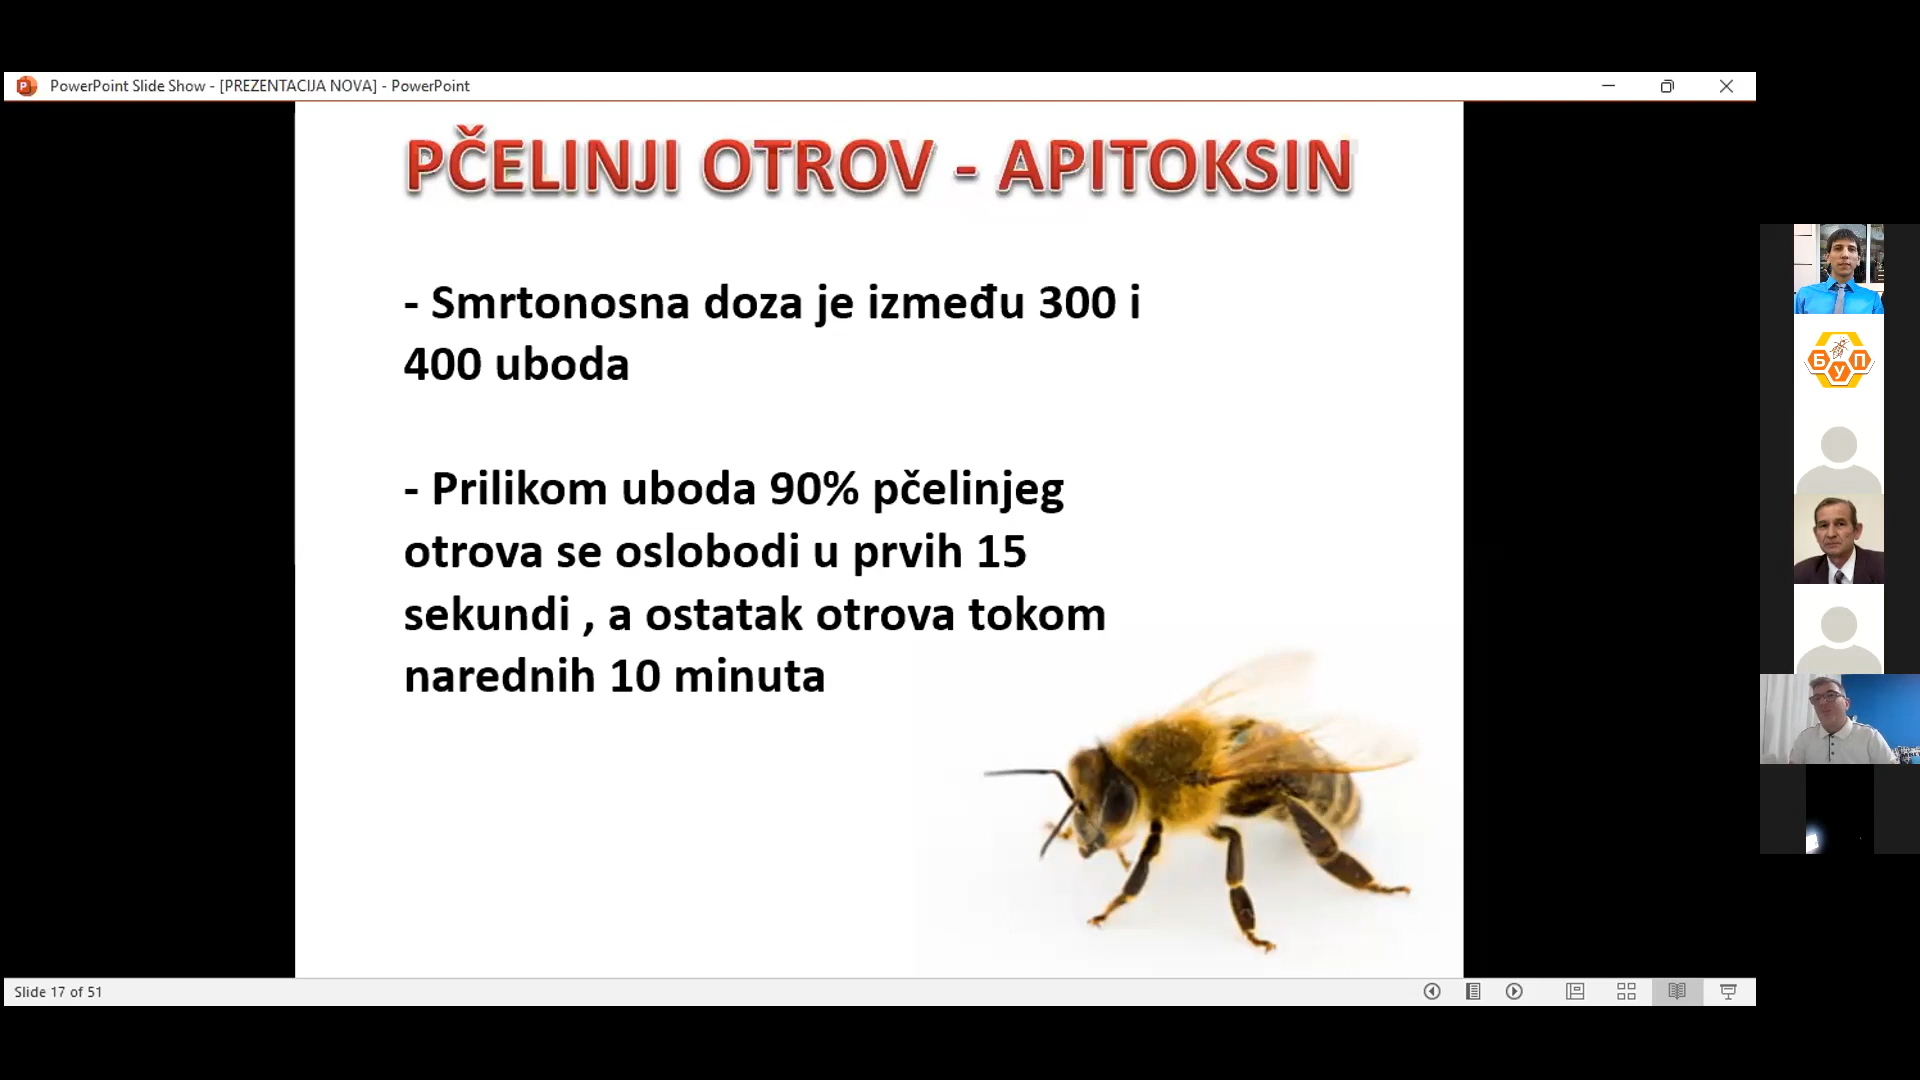 PowerPoint Slide Show - [PREZENTACIJA NOVA] - PowerPoint
PČELINJI OTROV - APITOKSIN
- Smrtonosna doza je između 300 i
400 uboda
- Prilikom uboda 90% pčelinjeg
otrova se oslobodi u prvih 15
sekundi , a ostatak otrova tokom
narednih 10 minuta
Slide 17 of 51
Б У П